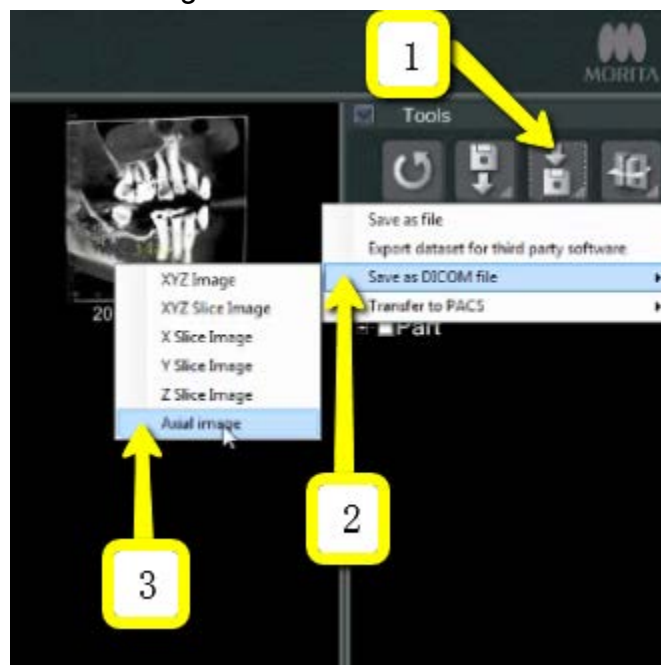 1
MORITA
Tools
Save as file
Export dataset for third party software
Save as DICOM file
Transfer to PACS
Part
XYZ Image
XYZ Slice Image
X Slice Image
Y Slice Image
Z Slice Image
Axial image
20
2
3